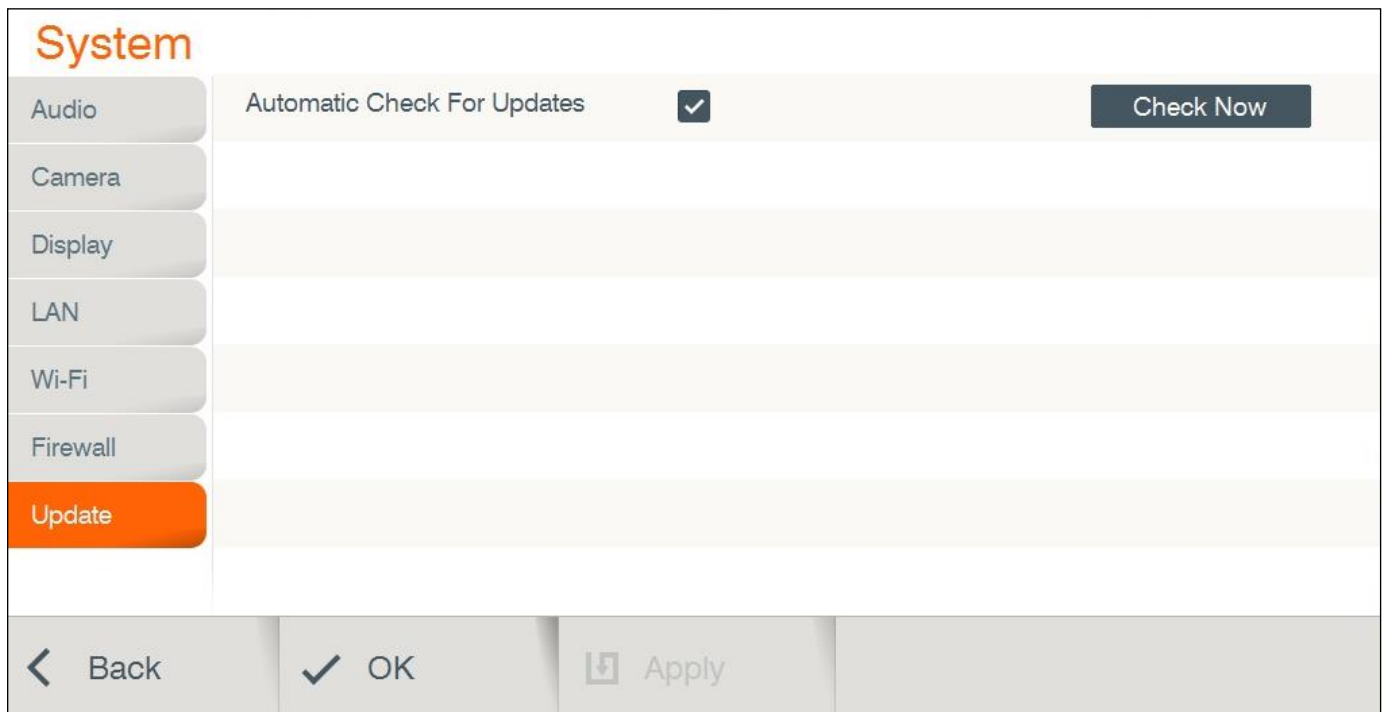 System
Audio
Automatic Check For Updates
Check Now
Camera
Display
LAN
Wi-Fi
Firewall
Update
Back
OK
Apply